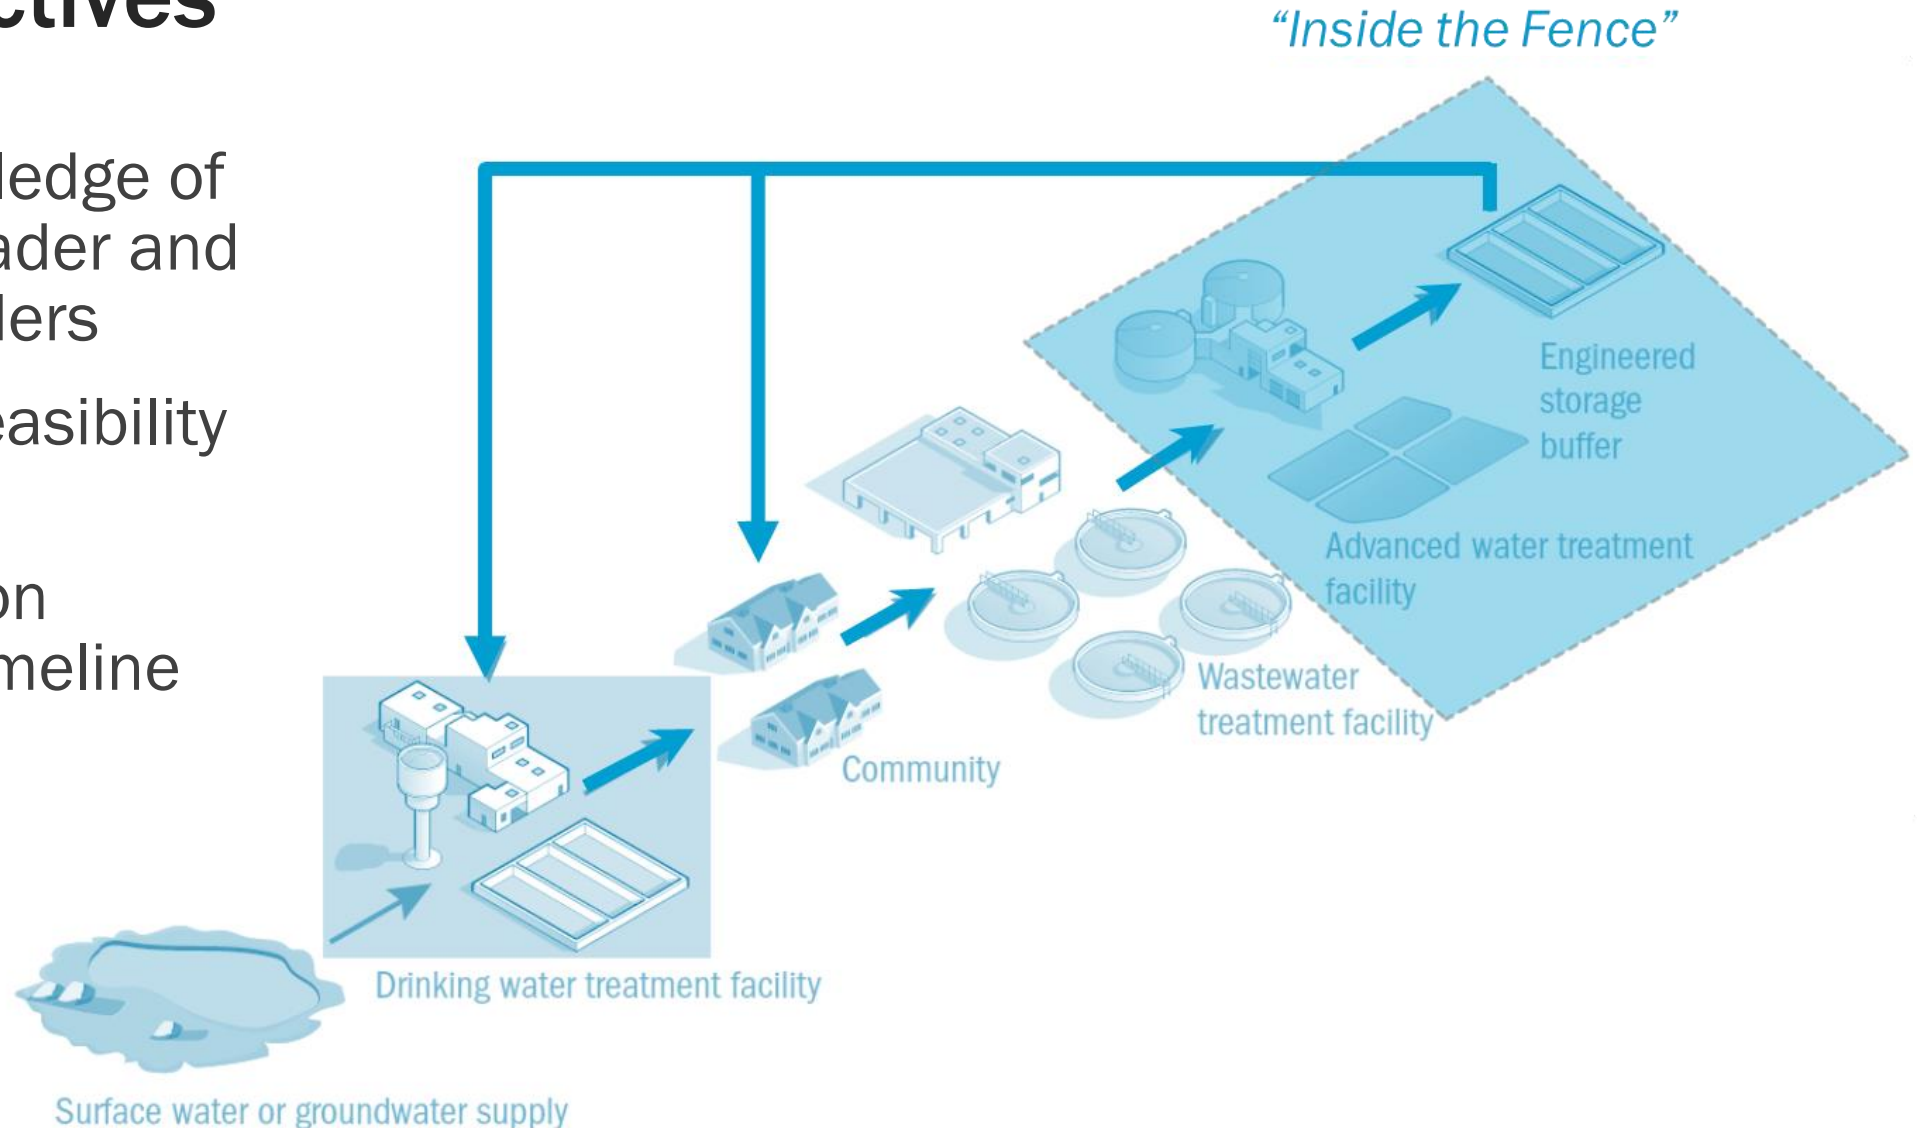 ctives
ledge of
ader and
lers
easibility
on
meline
“Inside the Fence”
Engineered
storage
buffer
Advanced water treatment
facility
Wastewater
treatment facility
Community
Drinking water treatment facility
Surface water or groundwater supply